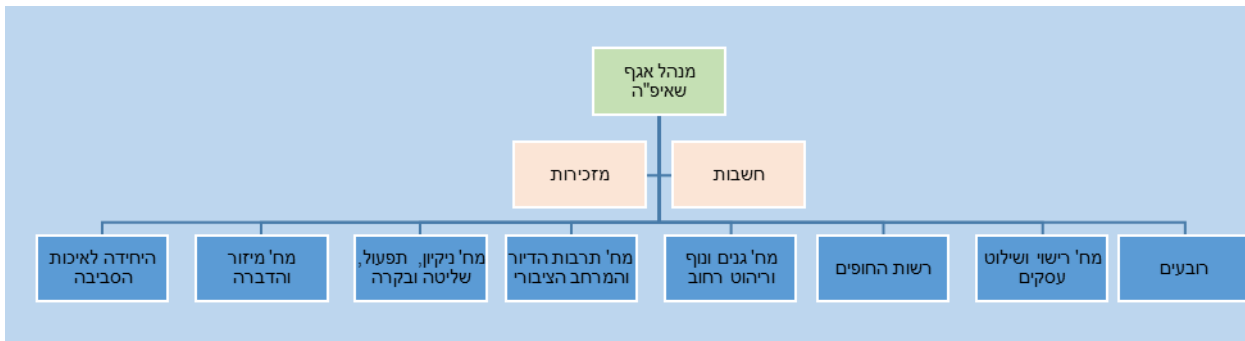 מנהל אגף
שאיפ"ה
חשבות
מזכירות
רובעים
מח' רישוי ושילוט
עסקים
רשות החופים
מח' גנים ונוף
וריהוט רחוב
מח' תרבות הדיור
והמרחב הציבורי
מח' ניקיון, תפעול,
שליטה ובקרה
מח' מיזור
והדברה
היחידה לאיכות
הסביבה